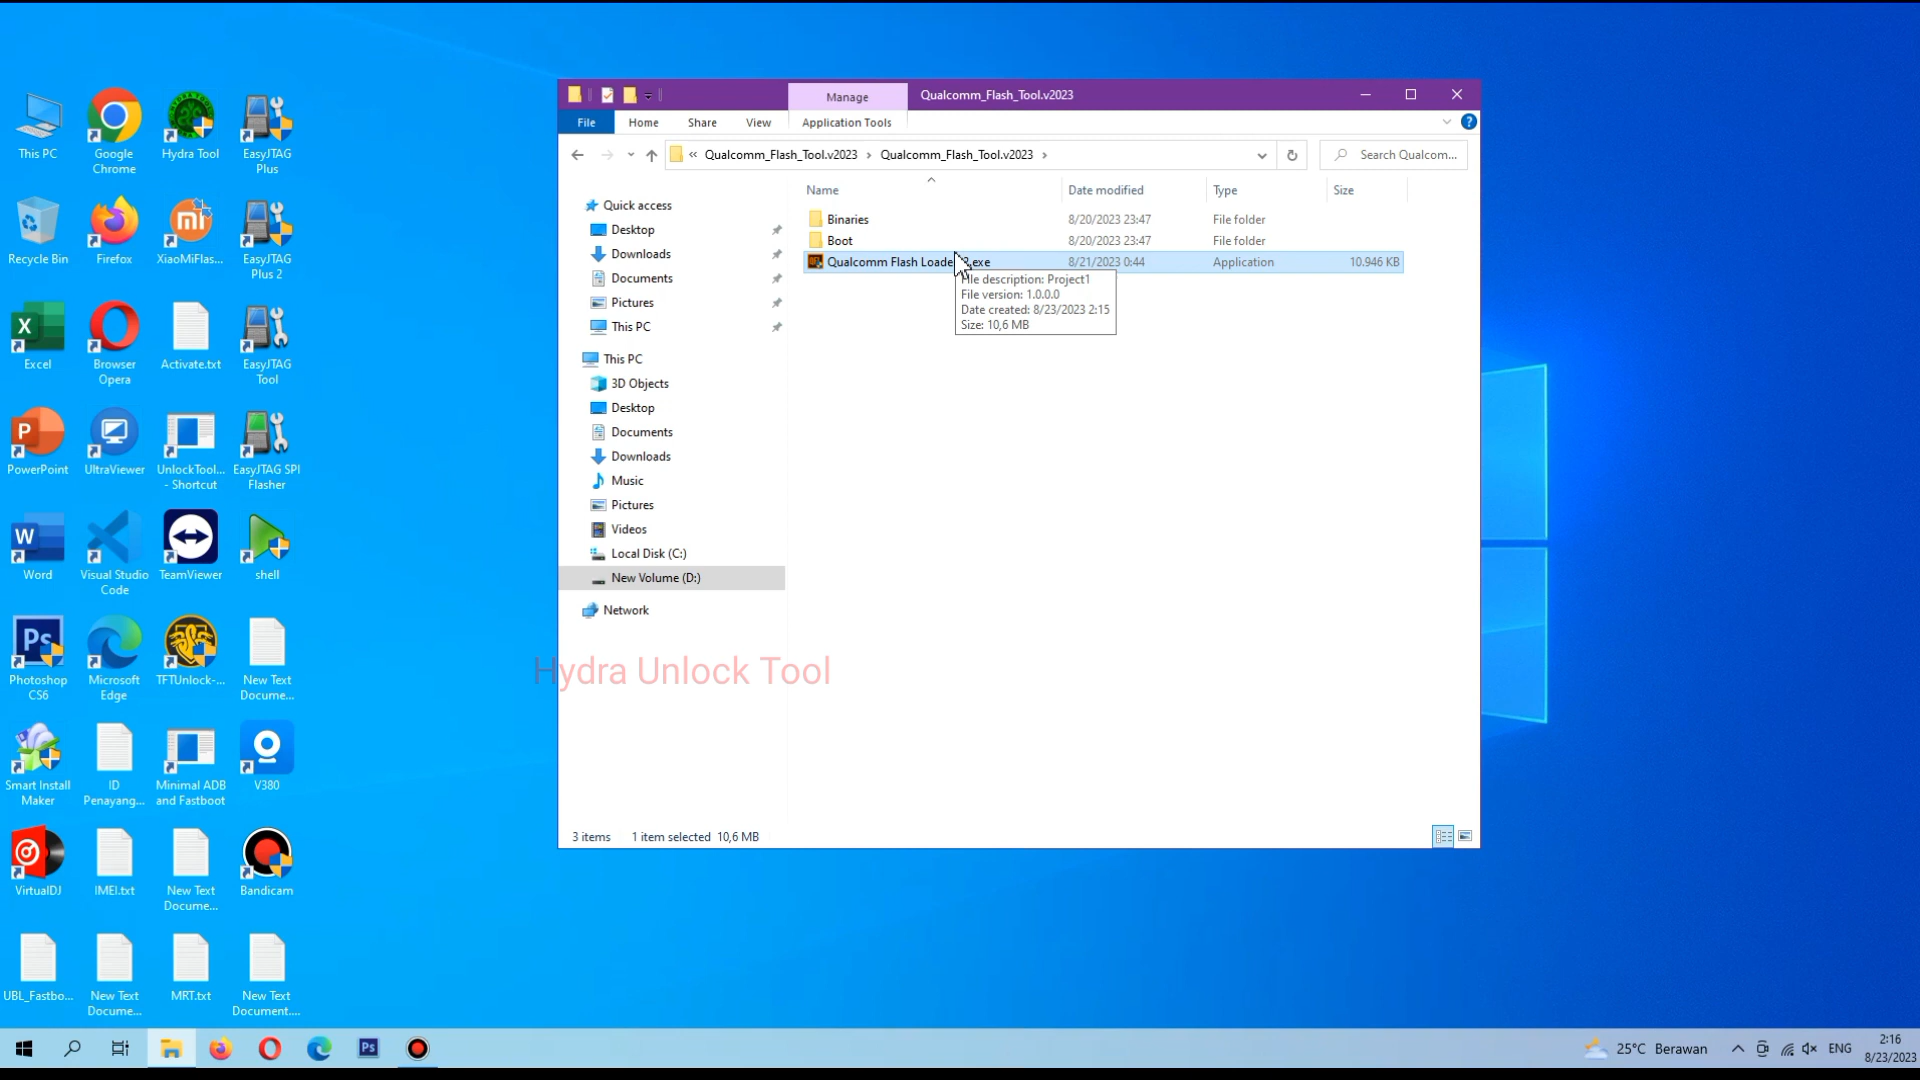 This PC
Google
Chrome
Hydra Tool
EasyJTAG
Plus
Recycle Bin
Firefox
XiaoMiFlas...
EasyJTAG
Plus 2
Excel
Browser
Opera
Activate.txt
EasyJTAG
Tool
PowerPoint
UltraViewer
UnlockTool...
- Shortcut
EasyJTAG SPI
Flasher
Word
Visual Studio
Code
TeamViewer
shell
Photoshop
CS6
Microsoft
Edge
TFTUnlock-...
New Text
Docume...
Smart Install
Maker
ID
Penayang...
Minimal ADB
and Fastboot
V380
VirtualDJ
IMEI.txt
New Text
Docume...
Bandicam
UBL_Fastbo...
New Text
Docume...
MRT.txt
New Text
Document....
Manage
Qualcomm_Flash_Tool.v2023
File
Home
Share
View
Application Tools
« Qualcomm_Flash_Tool.v2023 › Qualcomm_Flash_Tool.v2023 ›
Search Qualcom...
Name
Date modified
Type
Size
Quick access
Desktop
Downloads
Documents
Pictures
This PC
This PC
3D Objects
Desktop
Documents
Downloads
Music
Pictures
Videos
Local Disk (C:)
New Volume (D:)
Network
Binaries
8/20/2023 23:47
File folder
Boot
8/20/2023 23:47
File folder
Qualcomm Flash .exe
8/21/2023 0:44
Application
10.946 KB
File description: Project1
File version: 1.0.0.0
Date created: 8/23/2023 2:15
Size: 10,6 MB
Hydra Unlock Tool
3 items
1 item selected 10,6 MB
25°C Berawan
ENG
2:16
8/23/2023